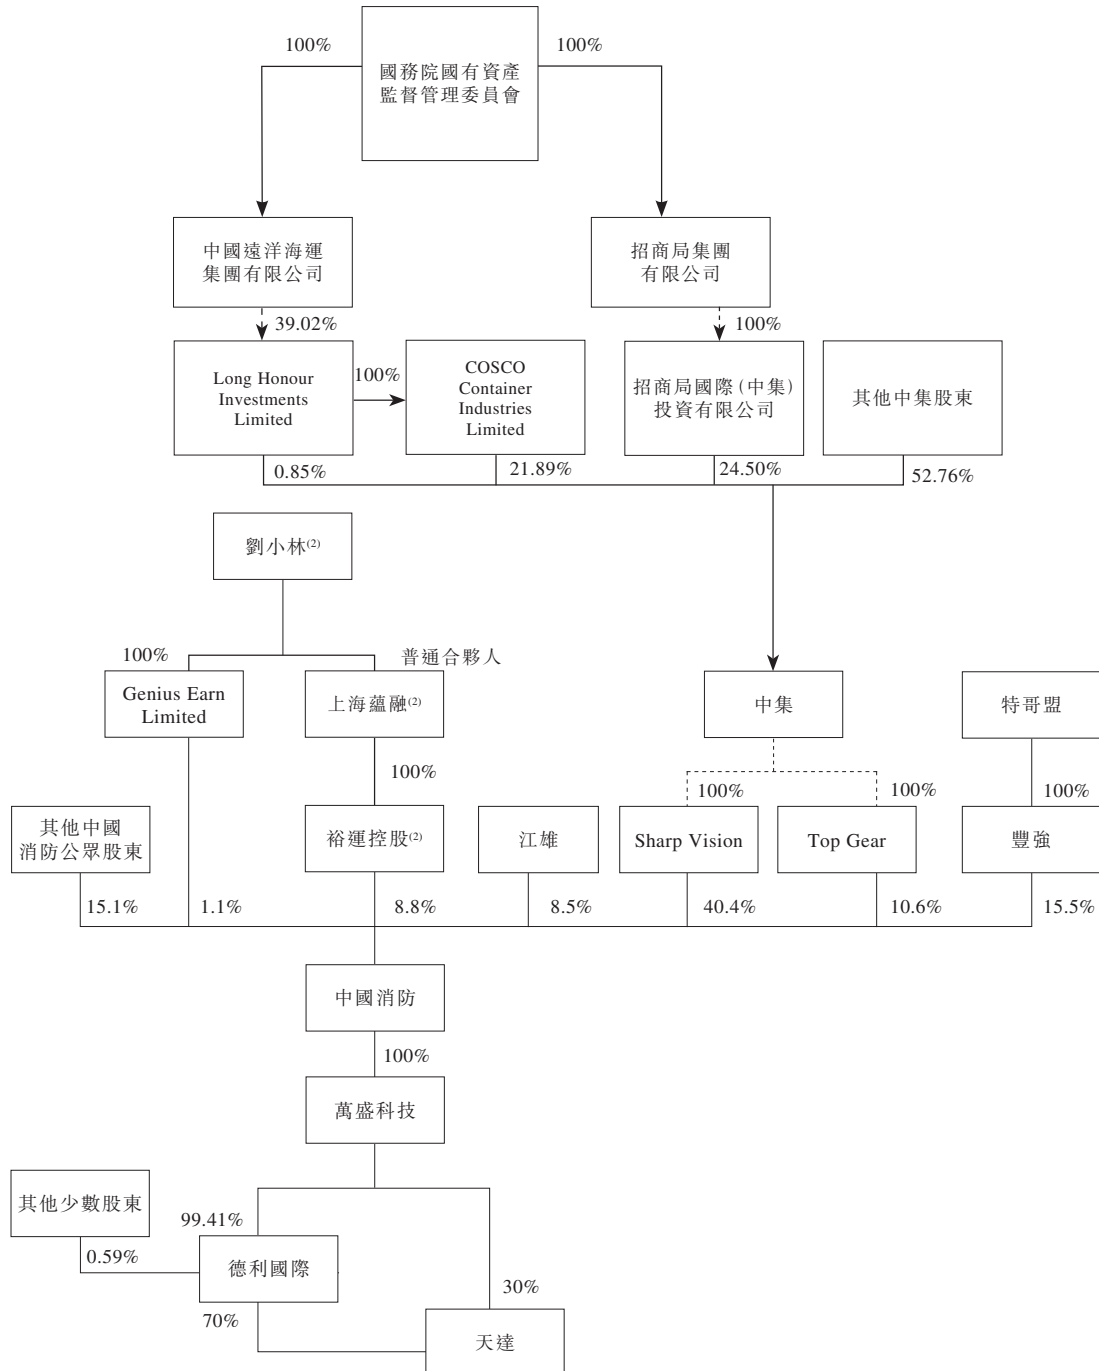 100%
100%
國務院國有資產
監督管理委員會
中國遠洋海運
集團有限公司
招商局集團
有限公司
39.02%
100%
Long Honour
Investments
Limited
100%
COSCO
Container
Industries
Limited
招商局國際(中集)
投資有限公司
其他中集股東
0.85%
21.89%
24.50%
52.76%
劉小林(2)
100%
普通合夥人
Genius Earn
Limited
上海蘊融(2)
中集
特哥盟
100%
100%
100%
100%
其他中國
消防公眾股東
裕運控股(2)
江雄
Sharp Vision
Top Gear
豐強
15.1%
1.1%
8.8%
8.5%
40.4%
10.6%
15.5%
中國消防
100%
萬盛科技
其他少數股東
99.41%
0.59%
德利國際
30%
70%
天達